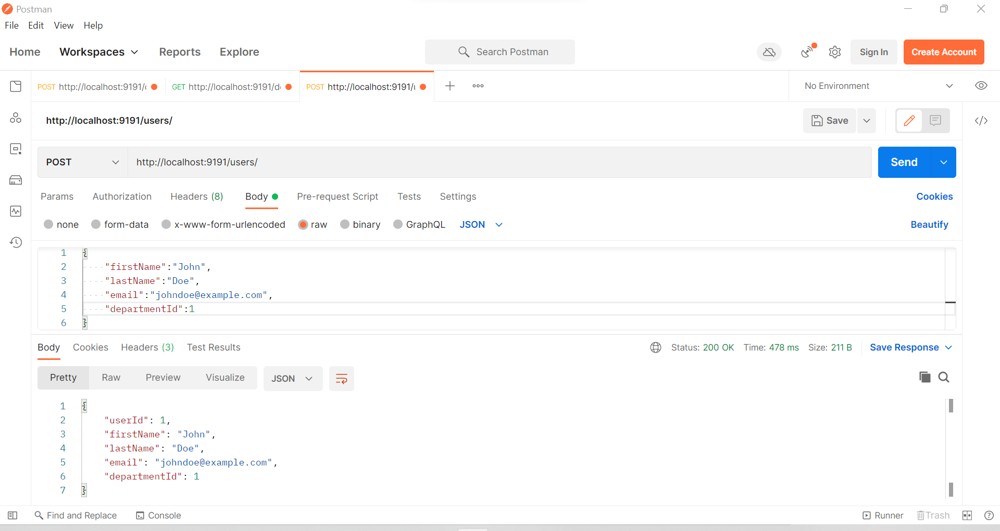 Postman
File Edit View Help
Home Workspaces Reports Explore Search Postman Sign In Create Account
POST http://localhost:9191/ GET http://localhost:9191/d POST http://localhost:9191/ No Environment
http://localhost:9191/users/ Save
POST http://localhost:9191/users/ Send
Params Authorization Headers (8) Body Pre-request Script Tests Settings Cookies
none form-data x-www-form-urlencoded raw binary GraphQL JSON Beautify
1 {
2 "firstName":"John",
3 "lastName":"Doe",
4 "email":"johndoe@example.com",
5 "departmentId":1
6 }
Body Cookies Headers (3) Test Results Status: 200 OK Time: 478 ms Size: 211 B Save Response
Pretty Raw Preview Visualize JSON
1 {
2 "userId": 1,
3 "firstName": "John",
4 "lastName": "Doe",
5 "email": "johndoe@example.com",
6 "departmentId": 1
7 }
Find and Replace Console Runner Trash